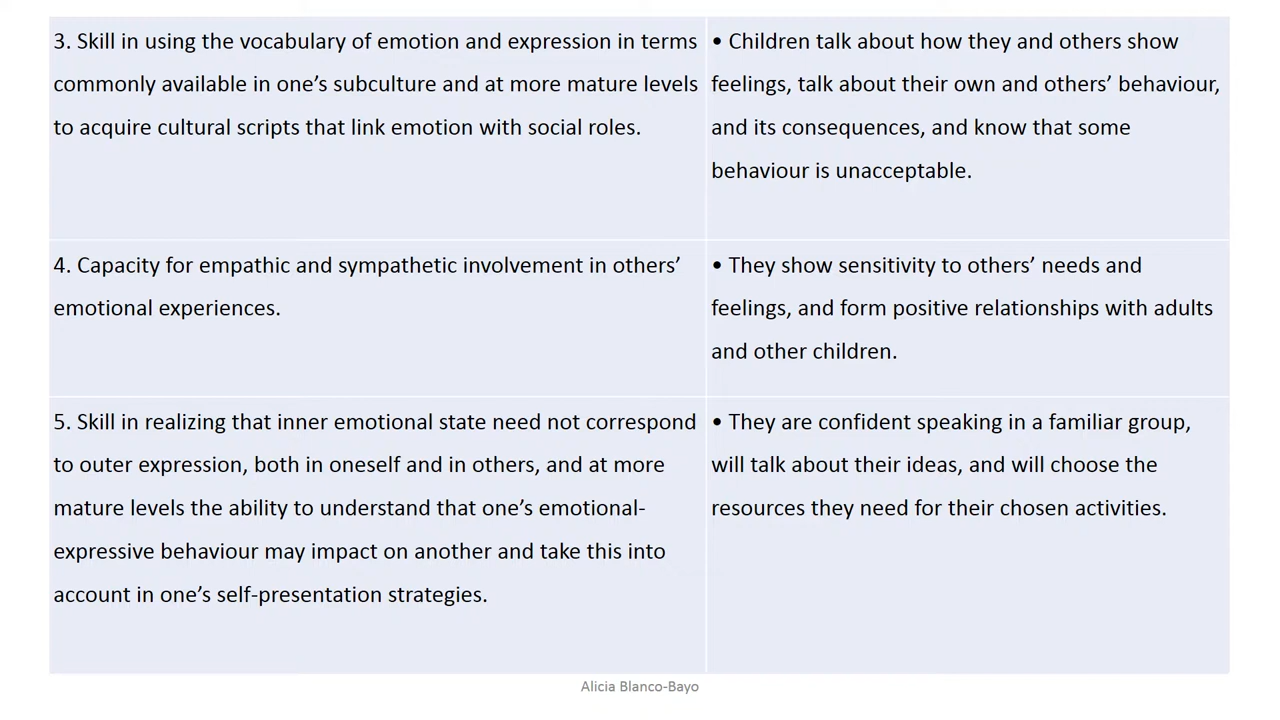 3. Skill in using the vocabulary of emotion and expression in terms
commonly available in one’s subculture and at more mature levels
to acquire cultural scripts that link emotion with social roles.
• Children talk about how they and others show
feelings, talk about their own and others’ behaviour,
and its consequences, and know that some
behaviour is unacceptable.
4. Capacity for empathic and sympathetic involvement in others’
emotional experiences.
• They show sensitivity to others’ needs and
feelings, and form positive relationships with adults
and other children.
5. Skill in realizing that inner emotional state need not correspond
to outer expression, both in oneself and in others, and at more
mature levels the ability to understand that one’s emotional-
expressive behaviour may impact on another and take this into
account in one’s self-presentation strategies.
• They are confident speaking in a familiar group,
will talk about their ideas, and will choose the
resources they need for their chosen activities.
Alicia Blanco-Bayo